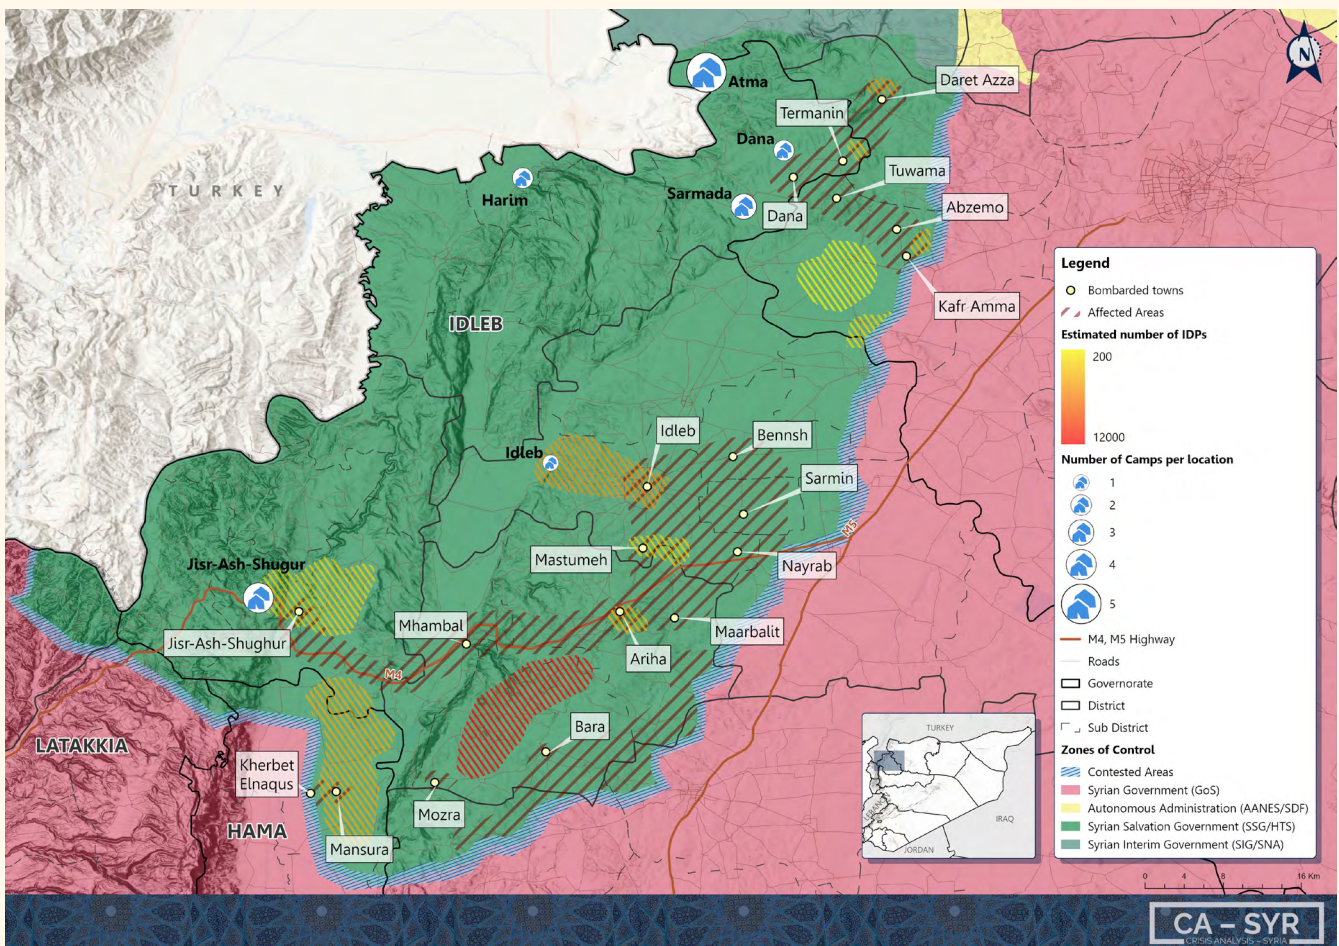 Atma
Daret Azza
Termanin
Dana
Tuwama
Harim
Sarmada
Dana
Abzemo
TURKEY
Kafr Amma
IDLEB
Idleb
Bennsh
Idleb
Sarmin
M5
Mastumeh
Nayrab
Jisr-Ash-Shugur
Mhambal
Maarbalit
Jisr-Ash-Shughur
Ariha
M4
Bara
LATAKKIA
Kherbet
Elnaqus
Mozra
HAMA
Mansura
N
Legend
Bombarded towns
Affected Areas
Estimated number of IDPs
200
12000
Number of Camps per location
1
2
3
4
5
M4, M5 Highway
Roads
Governorate
District
Sub District
Zones of Control
Contested Areas
Syrian Government (GoS)
Autonomous Administration (AANES/SDF)
Syrian Salvation Government (SSG/HTS)
Syrian Interim Government (SIG/SNA)
TURKEY
LEBANON
IRAQ
JORDAN
0 4 8 16 Km
CA – SYR
CRISIS ANALYSIS – SYRIA